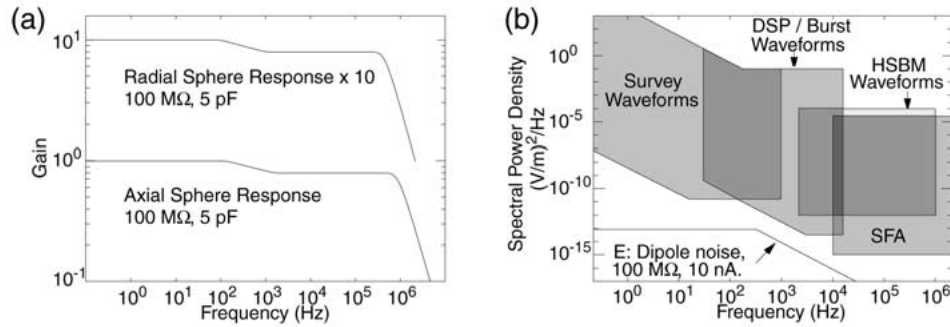 (a)
10^1
Radial Sphere Response x 10
100 MΩ, 5 pF
10^0
Gain
Axial Sphere Response
100 MΩ, 5 pF
10^-1
10^0 10^1 10^2 10^3 10^4 10^5 10^6
Frequency (Hz)
(b)
DSP / Burst
Waveforms
HSBM
Waveforms
Survey
Waveforms
Spectral Power Density
(V/m)²/Hz
10^0
10^-5
10^-10
10^-15
SFA
E: Dipole noise,
100 MΩ, 10 nA.
10^0 10^1 10^2 10^3 10^4 10^5 10^6
Frequency (Hz)